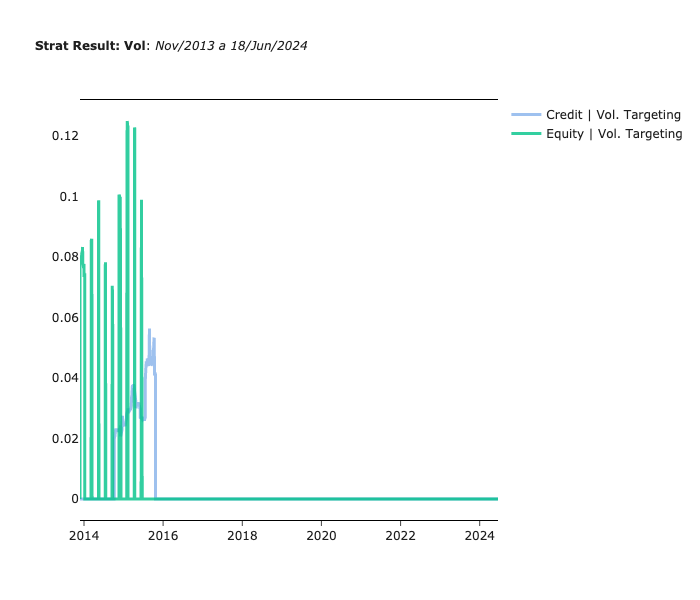 Strat Result: Vol: Nov/2013 a 18/Jun/2024
Credit | Vol. Targeting
Equity | Vol. Targeting
0.12
0.1
0.08
0.06
0.04
0.02
0
2014 2016 2018 2020 2022 2024